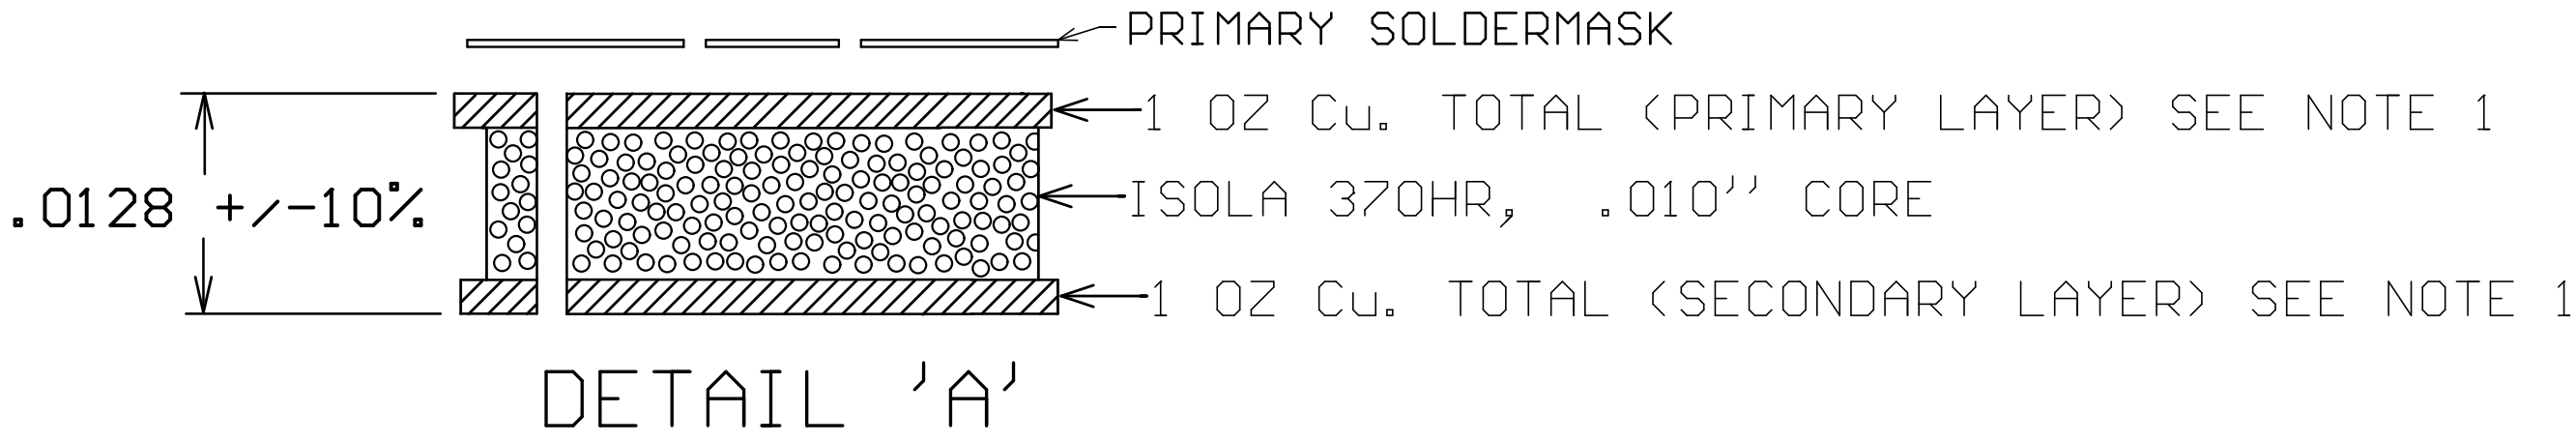 PRIMARY SOLDERMASK
1 OZ Cu. TOTAL (PRIMARY LAYER) SEE NOTE 1
.0128 +/-10%
ISOLA 370HR, .010'' CORE
1 OZ Cu. TOTAL (SECONDARY LAYER) SEE NOTE 1
DETAIL 'A'